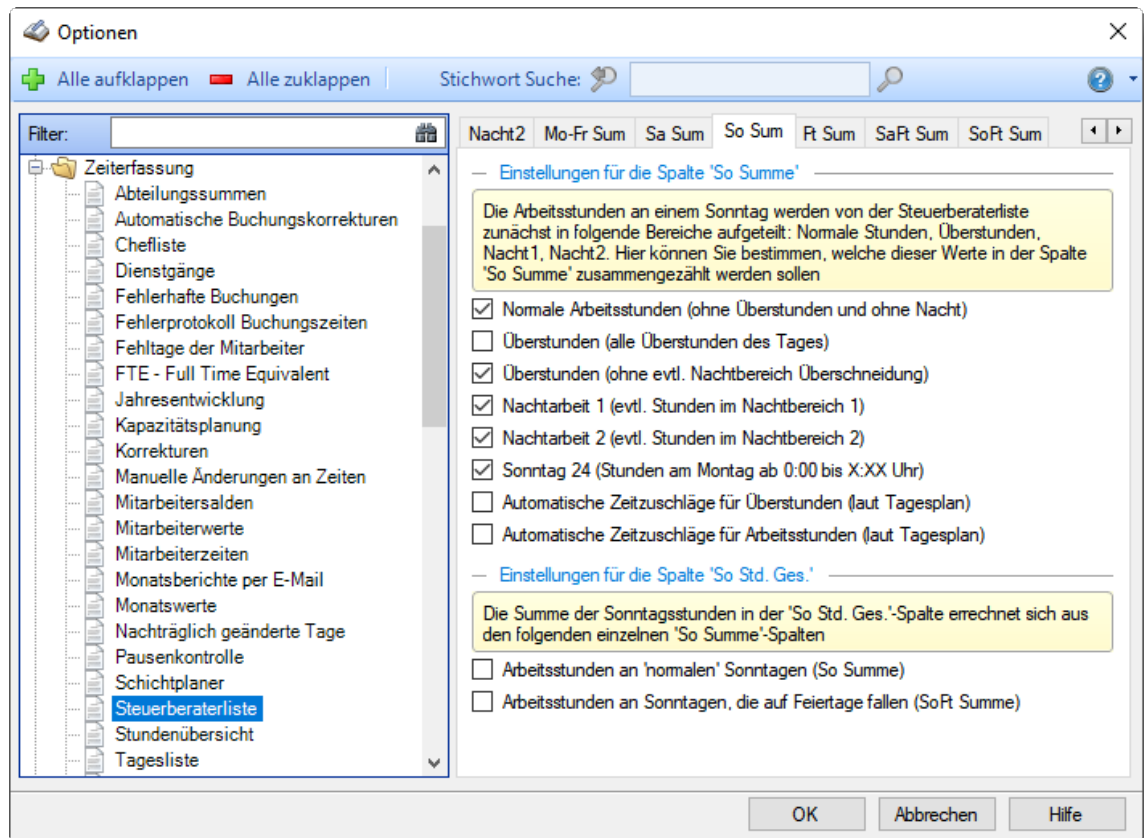 Optionen
Alle aufklappen
Alle zuklappen
Stichwort Suche:
Filter:
Zeiterfassung
Abteilungssummen
Automatische Buchungskorrekturen
Chefliste
Dienstgänge
Fehlerhafte Buchungen
Fehlerprotokoll Buchungszeiten
Fehltage der Mitarbeiter
FTE - Full Time Equivalent
Jahresentwicklung
Kapazitätsplanung
Korrekturen
Manuelle Änderungen an Zeiten
Mitarbeitersalden
Mitarbeiterwerte
Mitarbeiterzeiten
Monatsberichte per E-Mail
Monatswerte
Nachträglich geänderte Tage
Pausenkontrolle
Schichtplaner
Steuerberaterliste
Stundenübersicht
Tagesliste
Nacht2 Mo-Fr Sum Sa Sum So Sum Ft Sum SaFt Sum SoFt Sum
Einstellungen für die Spalte 'So Summe'
Die Arbeitsstunden an einem Sonntag werden von der Steuerberaterliste
zunächst in folgende Bereiche aufgeteilt: Normale Stunden, Überstunden,
Nacht1, Nacht2. Hier können Sie bestimmen, welche dieser Werte in der Spalte
'So Summe' zusammengezählt werden sollen
Normale Arbeitsstunden (ohne Überstunden und ohne Nacht)
Überstunden (alle Überstunden des Tages)
Überstunden (ohne evtl. Nachtbereich Überschneidung)
Nachtarbeit 1 (evtl. Stunden im Nachtbereich 1)
Nachtarbeit 2 (evtl. Stunden im Nachtbereich 2)
Sonntag 24 (Stunden am Montag ab 0:00 bis X:XX Uhr)
Automatische Zeitzuschläge für Überstunden (laut Tagesplan)
Automatische Zeitzuschläge für Arbeitsstunden (laut Tagesplan)
Einstellungen für die Spalte 'So Std. Ges.'
Die Summe der Sonntagsstunden in der 'So Std. Ges.'-Spalte errechnet sich aus
den folgenden einzelnen 'So Summe'-Spalten
Arbeitsstunden an 'normalen' Sonntagen (So Summe)
Arbeitsstunden an Sonntagen, die auf Feiertage fallen (SoFt Summe)
OK
Abbrechen
Hilfe